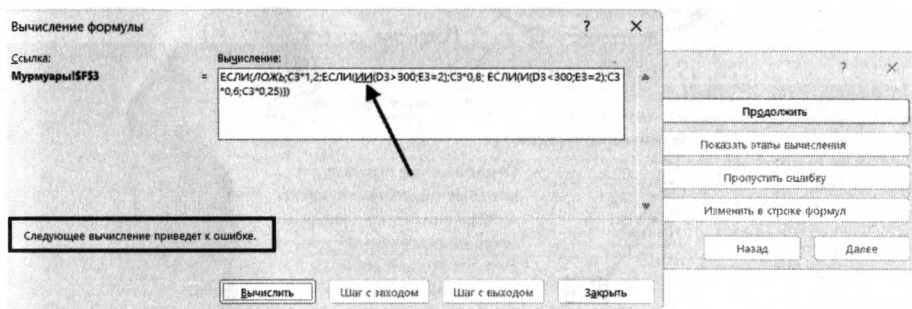 Вычисление формулы ? ×
Ссылка:
Вычисление:
Мурмуары!$F$3 = ЕСЛИ(ЛОЖЬ;C3*1,2;ЕСЛИ(ИИ(D3>300;E3=2);C3*0,8; ЕСЛИ(И(D3<300;E3=2);C3
*0,6;C3*0,25)))
Следующее вычисление приведет к ошибке.
Вычислить
Шаг с заходом
Шаг с выходом
Закрыть
? ×
Продолжить
Показать этапы вычисления
Пропустить ошибку
Изменить в строке формул
Назад
Далее